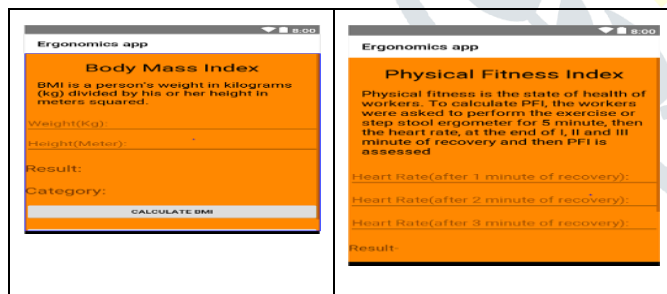 8:00
Ergonomics app
Body Mass Index
BMI is a person's weight in kilograms
(kg) divided by his or her height in
meters squared.
Weight(Kg):
Height(Meter):
Result:
Category:
CALCULATE BMI
8:00
Ergonomics app
Physical Fitness Index
Physical fitness is the state of health of
workers. To calculate PFI, the workers
were asked to perform the exercise or
step stool ergometer for 5 minute, then
the heart rate, at the end of I, II and III
minute of recovery and then PFI is
assessed
Heart Rate(after 1 minute of recovery):
Heart Rate(after 2 minute of recovery):
Heart Rate(after 3 minute of recovery):
Result-